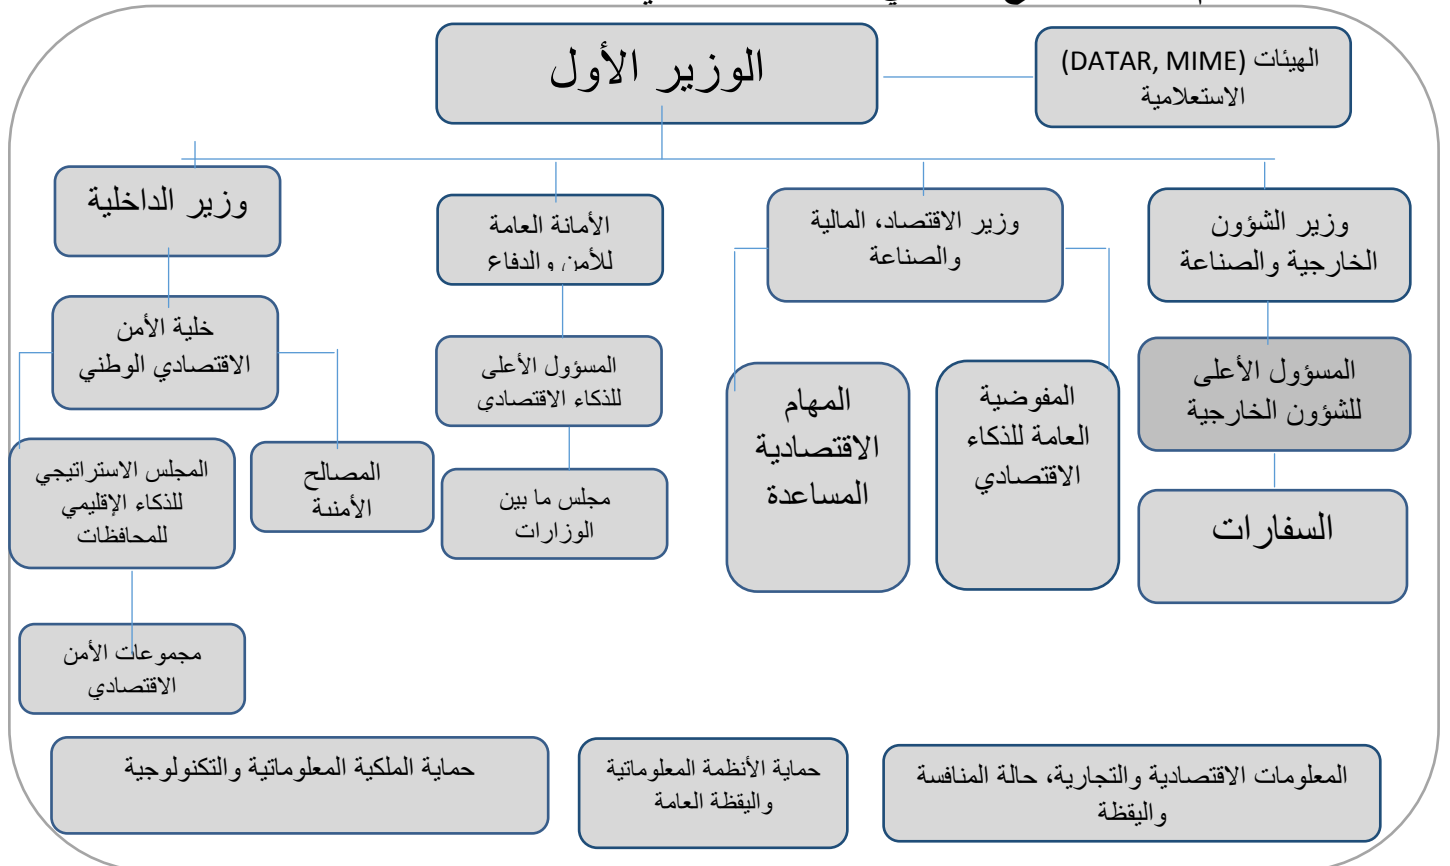 الوزير الأول
الهيئات (DATAR, MIME)
الاستعلامية
وزير الشؤون
الخارجية والصناعة
وزير الاقتصاد، المالية
والصناعة
الأمانة العامة
للأمن والدفاع
وزير الداخلية
المسؤول الأعلى
للشؤون الخارجية
السفارات
المفوضية
العامة للذكاء
الاقتصادي
المهام
الاقتصادية
المساعدة
المسؤول الأعلى
للذكاء الاقتصادي
مجلس ما بين
الوزارات
خلية الأمن
الاقتصادي الوطني
المصالح
الأمنية
المجلس الاستراتيجي
للذكاء الإقليمي
للمحافظات
مجموعات الأمن
الاقتصادي
المعلومات الاقتصادية والتجارية، حالة المنافسة
واليقظة
حماية الأنظمة المعلوماتية
واليقظة العامة
حماية الملكية المعلوماتية والتكنولوجية